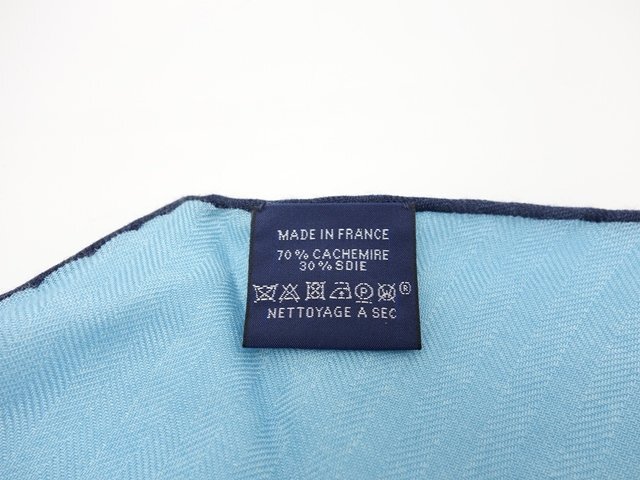 MADE IN FRANCE
70% CACHEMIRE
30% SOIE
P W ®
NETTOYAGE A SEC